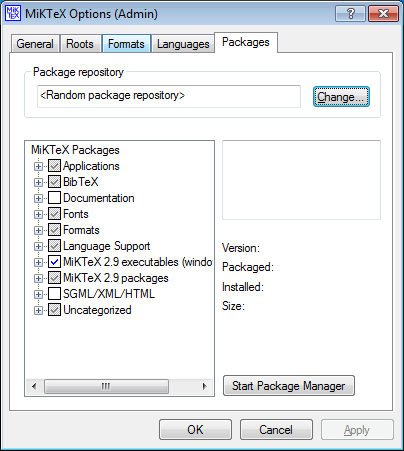 MiKTeX Options (Admin)
General Roots Formats Languages Packages
Package repository
<Random package repository>
Change...
MiKTeX Packages
Applications
BibTeX
Documentation
Fonts
Formats
Language Support
MiKTeX 2.9 executables (windo
MiKTeX 2.9 packages
SGML/XML/HTML
Uncategorized
Version:
Packaged:
Installed:
Size:
Start Package Manager
OK Cancel Apply